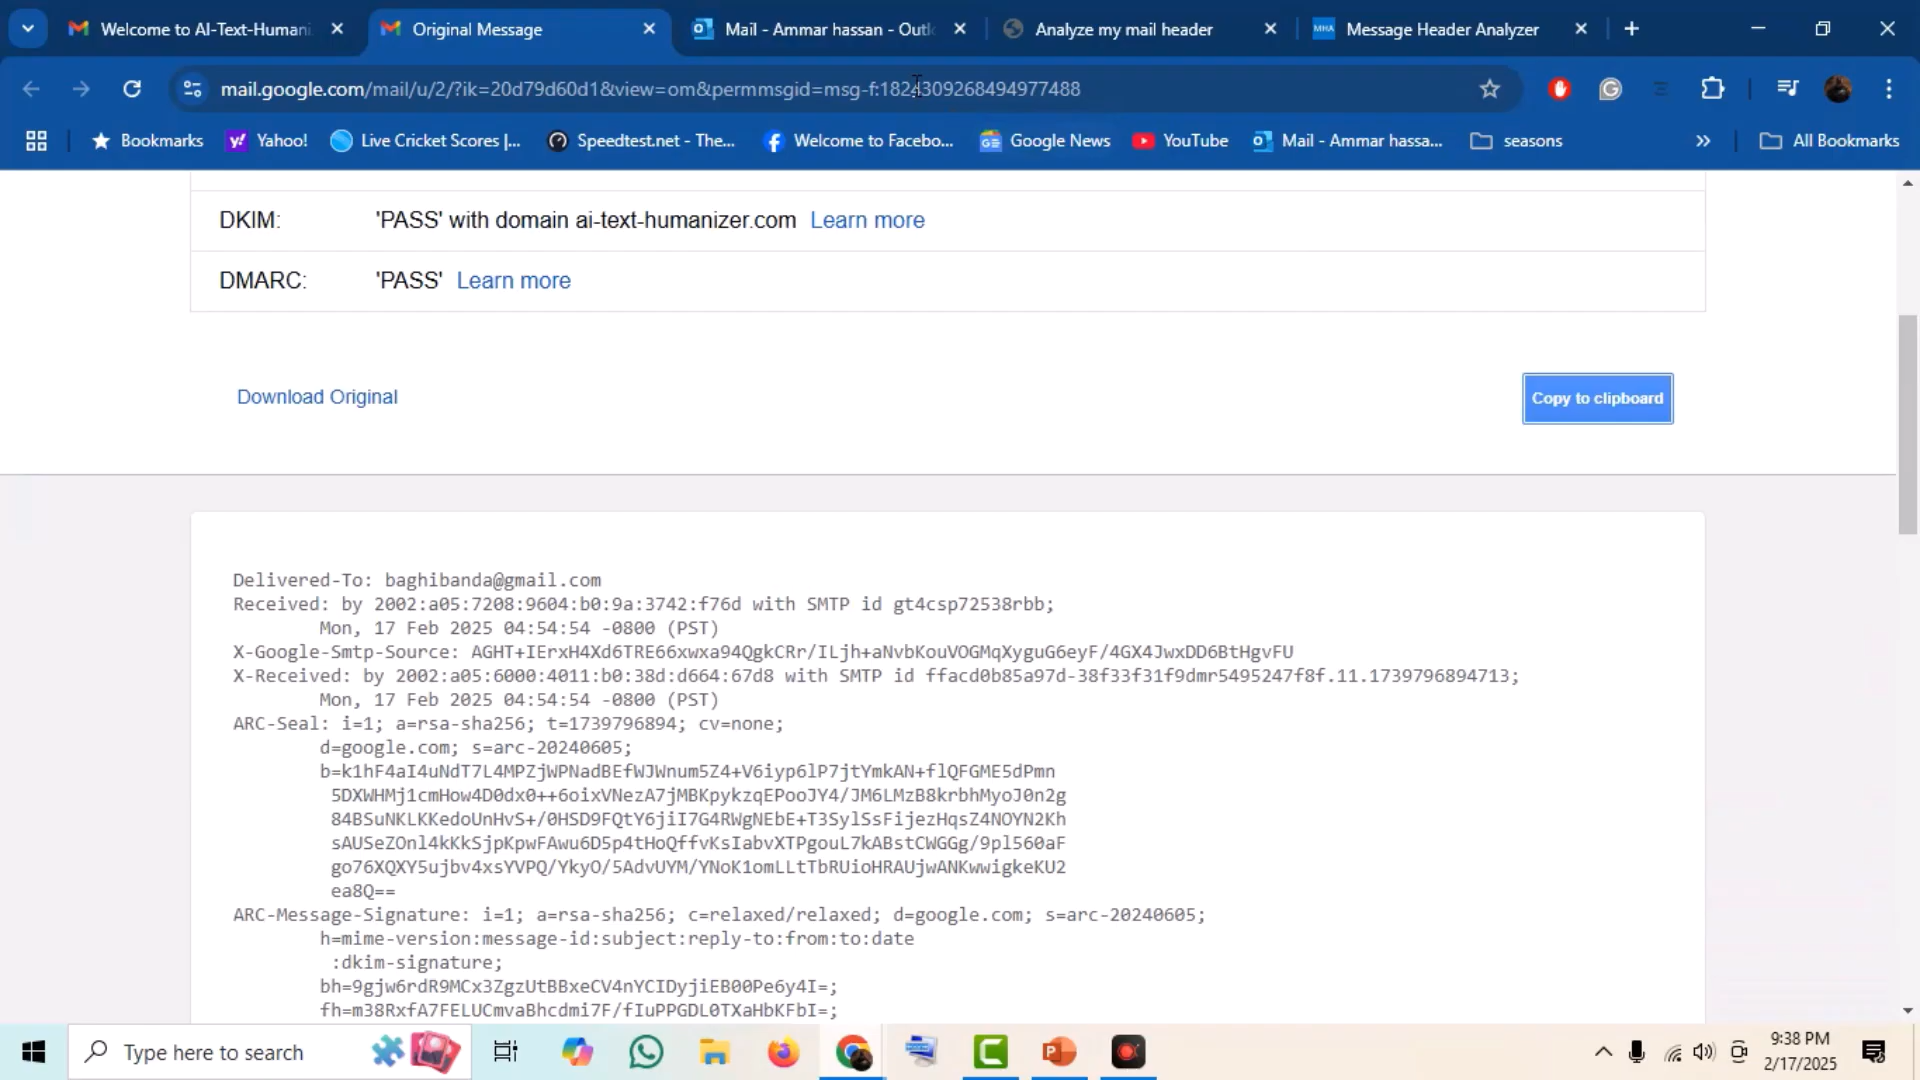 Welcome to AI-Text-Humani
Original Message
Mail - Ammar hassan - Outl
Analyze my mail header
MHA Message Header Analyzer
mail.google.com/mail/u/2/?ik=20d79d60d1&view=om&permmsgid=msg-f:1824309268494977488
Bookmarks
Yahoo!
Live Cricket Scores |...
Speedtest.net - The...
Welcome to Facebo...
Google News
YouTube
Mail - Ammar hassa...
seasons
All Bookmarks
DKIM: 'PASS' with domain ai-text-humanizer.com Learn more
DMARC: 'PASS' Learn more
Download Original
Copy to clipboard
Delivered-To: baghibanda@gmail.com
Received: by 2002:a05:7208:9604:b0:9a:3742:f76d with SMTP id gt4csp72538rbb;
Mon, 17 Feb 2025 04:54:54 -0800 (PST)
X-Google-Smtp-Source: AGHT+IErxH4Xd6TRE66xwxa94QgkCRr/ILjh+aNvbKouVOGMqXyguG6eyF/4GX4JwxDD6BtHgvFU
X-Received: by 2002:a05:6000:4011:b0:38d:d664:67d8 with SMTP id ffacd0b85a97d-38f33f31f9dmr5495247f8f.11.1739796894713;
Mon, 17 Feb 2025 04:54:54 -0800 (PST)
ARC-Seal: i=1; a=rsa-sha256; t=1739796894; cv=none;
d=google.com; s=arc-20240605;
b=k1hF4aI4uNdT7L4MPZjWPNadBEfWJWnum5Z4+V6iyp6lP7jtYmkAN+flQFGME5dPmn
5DXWHMj1cmHow4D0dx0++6oixVNezA7jMBKpykzqEPooJY4/JM6LMzB8krbhMyoJ0n2g
84BSuNKLKKedoUnHvS+/0HSD9FQtY6jiI7G4RWgNEbE+T3SylSsFijezHqsZ4NOYN2Kh
sAUSeZOnl4kKkSjpKpwFAwu6D5p4tHoQffvKsIabvXTPgouL7kABstCWGGg/9pl560aF
go76XQXY5ujbv4xsYVPQ/YkyO/5AdvUYM/YNoK1omLLtTbRUioHRAUjwANKwwigkeKU2
ea8Q==
ARC-Message-Signature: i=1; a=rsa-sha256; c=relaxed/relaxed; d=google.com; s=arc-20240605;
h=mime-version:message-id:subject:reply-to:from:to:date
:dkim-signature;
bh=9gjw6rdR9MCx3ZgzUtBBxeCV4nYCIDyjiEB00Pe6y4I=;
fh=m38RxfA7FELUCmvaBhcdmi7F/fIuPPGDL0TXaHbKFbI=;
Type here to search
9:38 PM
2/17/2025